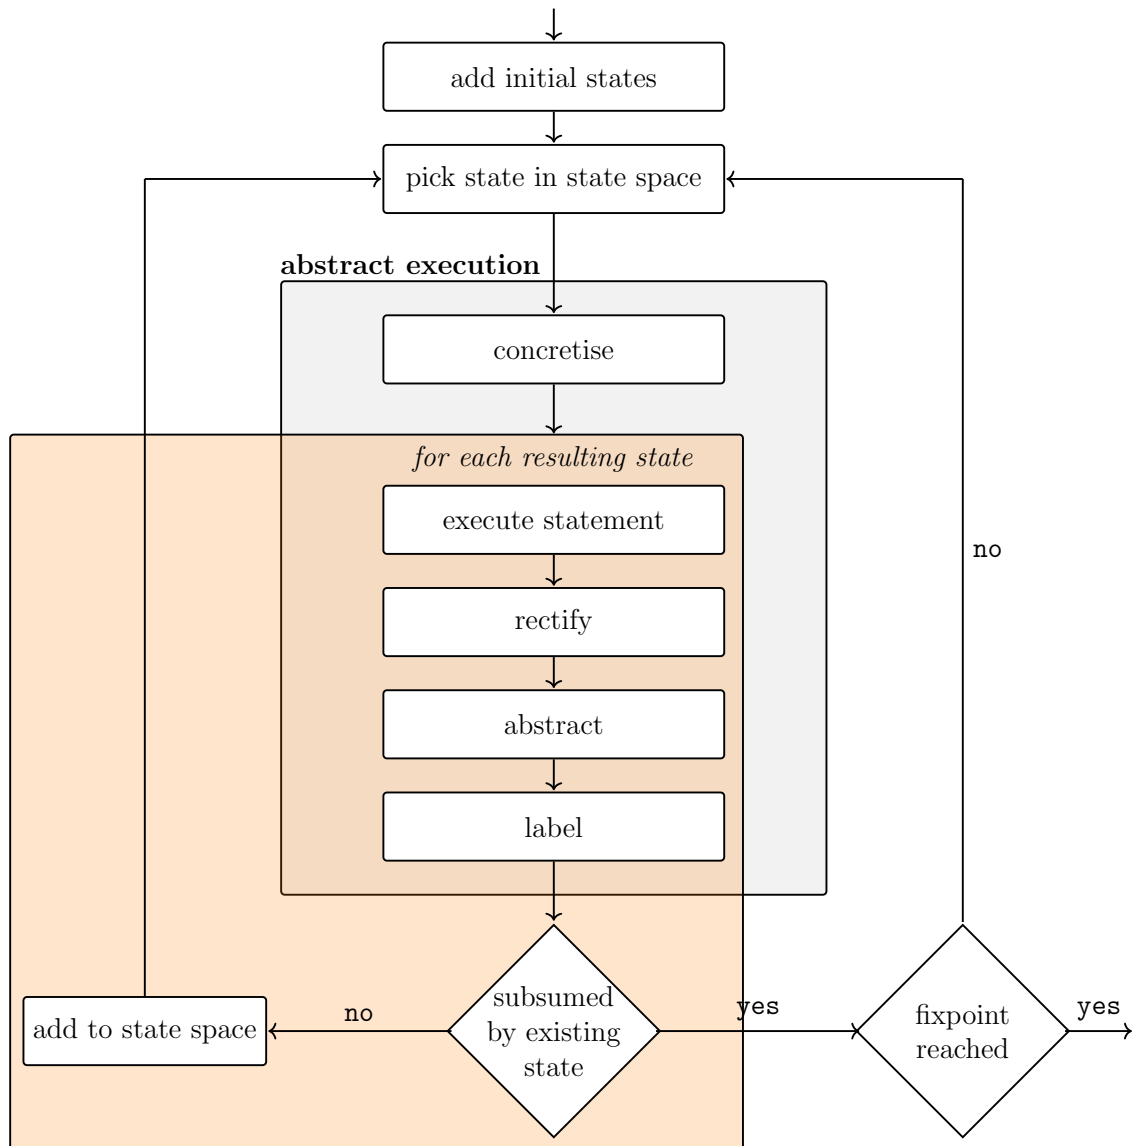 add initial states
pick state in state space
abstract execution
concretise
for each resulting state
execute statement
no
rectify
abstract
label
subsumed
by existing
state
no
add to state space
yes
fixpoint
reached
yes